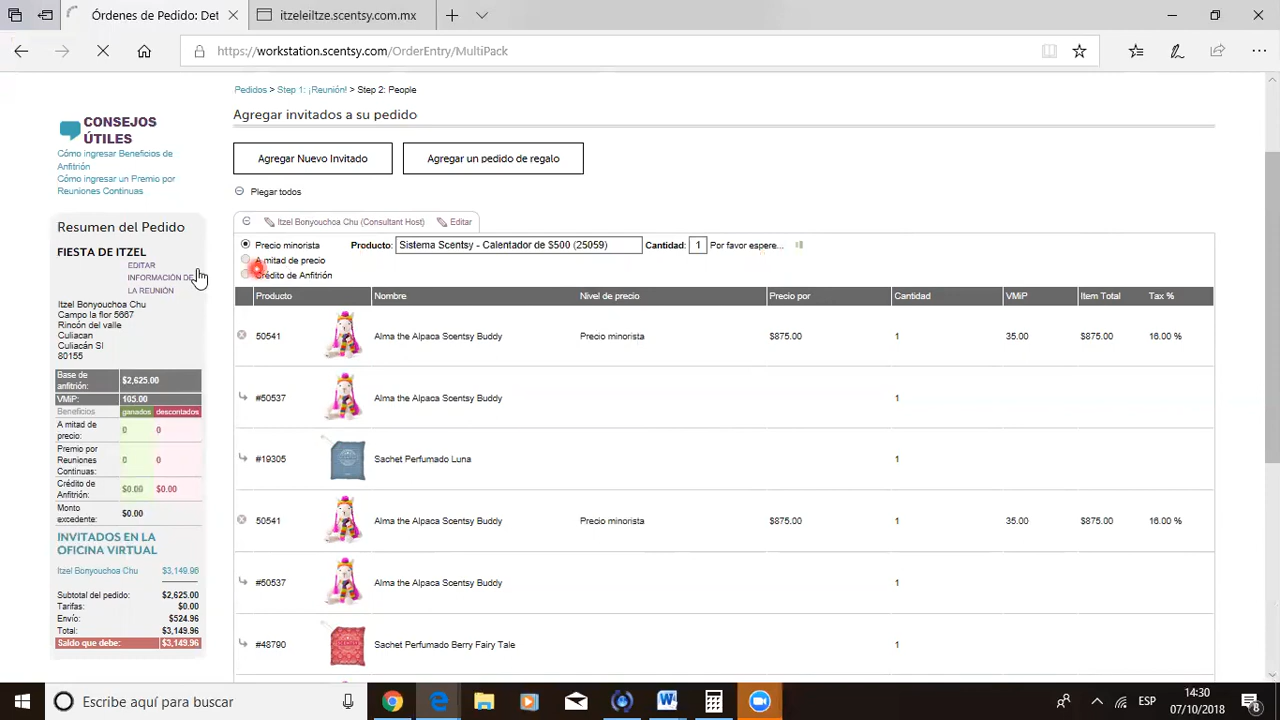 Órdenes de Pedido: Det
itzeleiltze.scentsy.com.mx
https://workstation.scentsy.com/OrderEntry/MultiPack
Pedidos > Step 1: ¡Reunión! > Step 2: People
CONSEJOS
ÚTILES
Cómo ingresar Beneficios de
Anfitrión
Cómo ingresar un Premio por
Reuniones Continuas
Agregar invitados a su pedido
Agregar Nuevo Invitado
Agregar un pedido de regalo
Plegar todos
Itzel Bonyouchoa Chu (Consultant Host)
Editar
Precio minorista
Producto:
Sistema Scentsy - Calentador de $500 (25059)
Cantidad:
1
Por favor espere...
A mitad de precio
Crédito de Anfitrión
Resumen del Pedido
FIESTA DE ITZEL
EDITAR
INFORMACIÓN DE
LA REUNIÓN
Itzel Bonyouchoa Chu
Campo la flor 5667
Rincón del valle
Culiacan
Culiacán SI
80155
Base de
anfitrión:
$2,625.00
VMiP:
105.00
Beneficios
ganados
descontados
A mitad de
precio:
0
0
Premio por
Reuniones
Continuas:
0
0
Crédito de
Anfitrión:
$0.00
$0.00
Monto
excedente:
$0.00
INVITADOS EN LA
OFICINA VIRTUAL
Itzel Bonyouchoa Chu $3,149.96
Subtotal del pedido: $2,625.00
Tarifas: $0.00
Envío: $524.96
Total: $3,149.96
Saldo que debe: $3,149.96
Producto Nombre Nivel de precio Precio por Cantidad VMiP Item Total Tax %
50541 Alma the Alpaca Scentsy Buddy Precio minorista $875.00 1 35.00 $875.00 16.00 %
#50537 Alma the Alpaca Scentsy Buddy 1
#19305 Sachet Perfumado Luna 1
50541 Alma the Alpaca Scentsy Buddy Precio minorista $875.00 1 35.00 $875.00 16.00 %
#50537 Alma the Alpaca Scentsy Buddy 1
#48790 Sachet Perfumado Berry Fairy Tale 1
Escribe aquí para buscar
ESP
14:30
07/10/2018
8